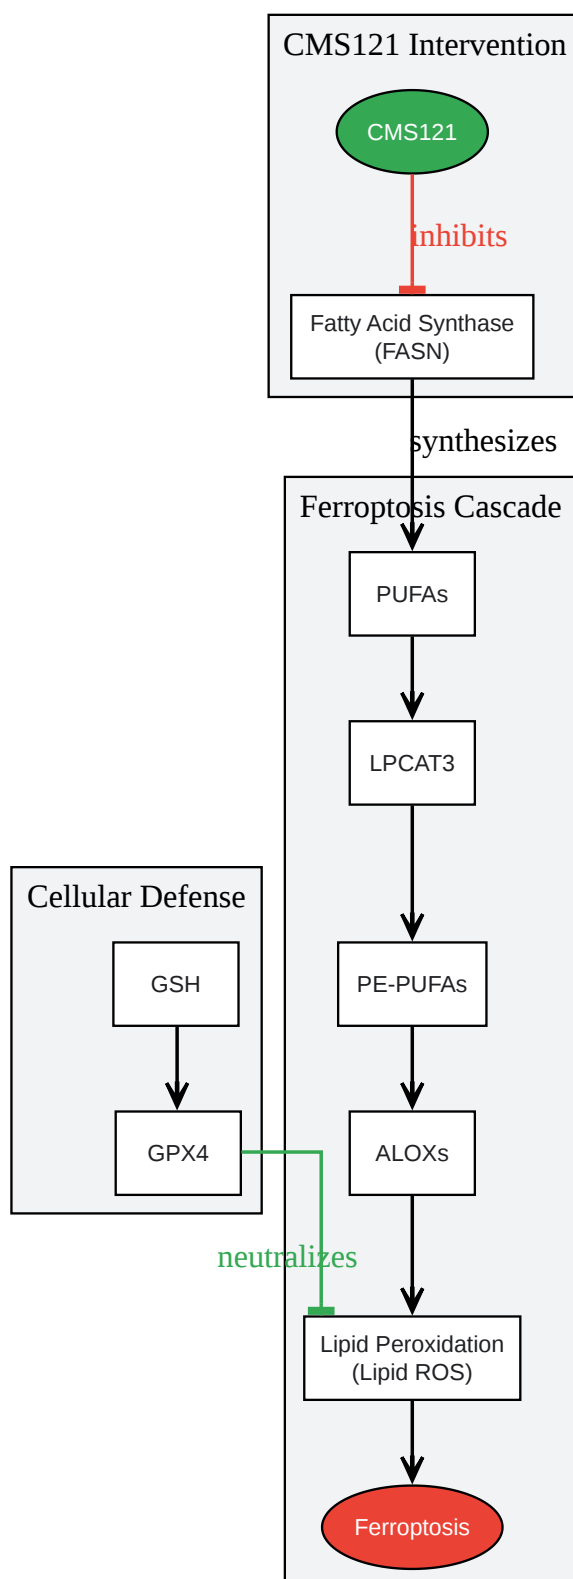 CMS121 Intervention
CMS121
inhibits
Fatty Acid Synthase
(FASN)
synthesizes
Ferroptosis Cascade
PUFAs
LPCAT3
Cellular Defense
GSH
PE-PUFAs
GPX4
ALOXs
neutralizes
Lipid Peroxidation
(Lipid ROS)
Ferroptosis